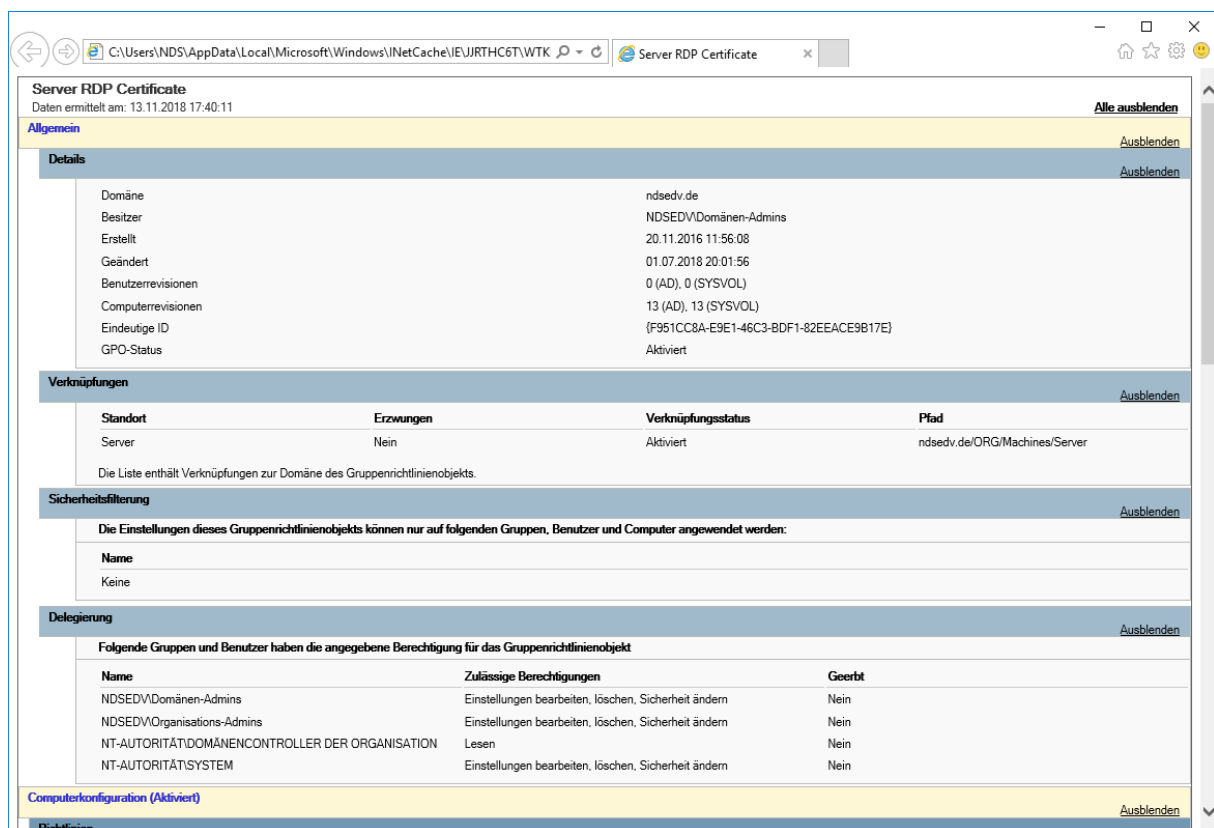 C:\Users\NDS\AppData\Local\Microsoft\Windows\INetCache\IE\JJRTHC6T\WTK
Server RDP Certificate
Server RDP Certificate
Daten ermittelt am: 13.11.2018 17:40:11
Alle ausblenden
Allgemein
Ausblenden
Details
Ausblenden
Domäne ndsedv.de
Besitzer NDSEDV\Domänen-Admins
Erstellt 20.11.2016 11:56:08
Geändert 01.07.2018 20:01:56
Benutzerrevisionen 0 (AD), 0 (SYSVOL)
Computerrevisionen 13 (AD), 13 (SYSVOL)
Eindeutige ID {F951CC8A-E9E1-46C3-BDF1-82EEACE9B17E}
GPO-Status Aktiviert
Verknüpfungen
Ausblenden
Standort Erzwungen Verknüpfungsstatus Pfad
Server Nein Aktiviert ndsedv.de/ORG/Machines/Server
Die Liste enthält Verknüpfungen zur Domäne des Gruppenrichtlinienobjekts.
Sicherheitsfilterung
Ausblenden
Die Einstellungen dieses Gruppenrichtlinienobjekts können nur auf folgenden Gruppen, Benutzer und Computer angewendet werden:
Name
Keine
Delegierung
Ausblenden
Folgende Gruppen und Benutzer haben die angegebene Berechtigung für das Gruppenrichtlinienobjekt
Name Zulässige Berechtigungen Geerbt
NDSEDV\Domänen-Admins Einstellungen bearbeiten, löschen, Sicherheit ändern Nein
NDSEDV\Organisations-Admins Einstellungen bearbeiten, löschen, Sicherheit ändern Nein
NT-AUTORITÄT\DOMÄNENCONTROLLER DER ORGANISATION Lesen Nein
NT-AUTORITÄT\SYSTEM Einstellungen bearbeiten, löschen, Sicherheit ändern Nein
Computerkonfiguration (Aktiviert)
Ausblenden